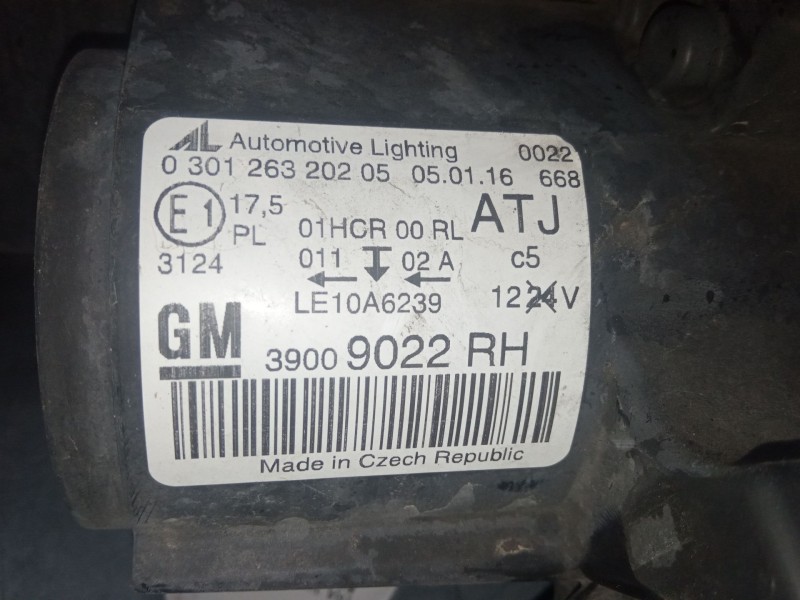 AL Automotive Lighting 0022
0 301 263 202 05 05.01.16 668
E1 17,5 01HCR 00 RL ATJ
PL
3124 011 02 A c5
LE10A6239 12 24 V
GM 3900 9022 RH
Made in Czech Republic